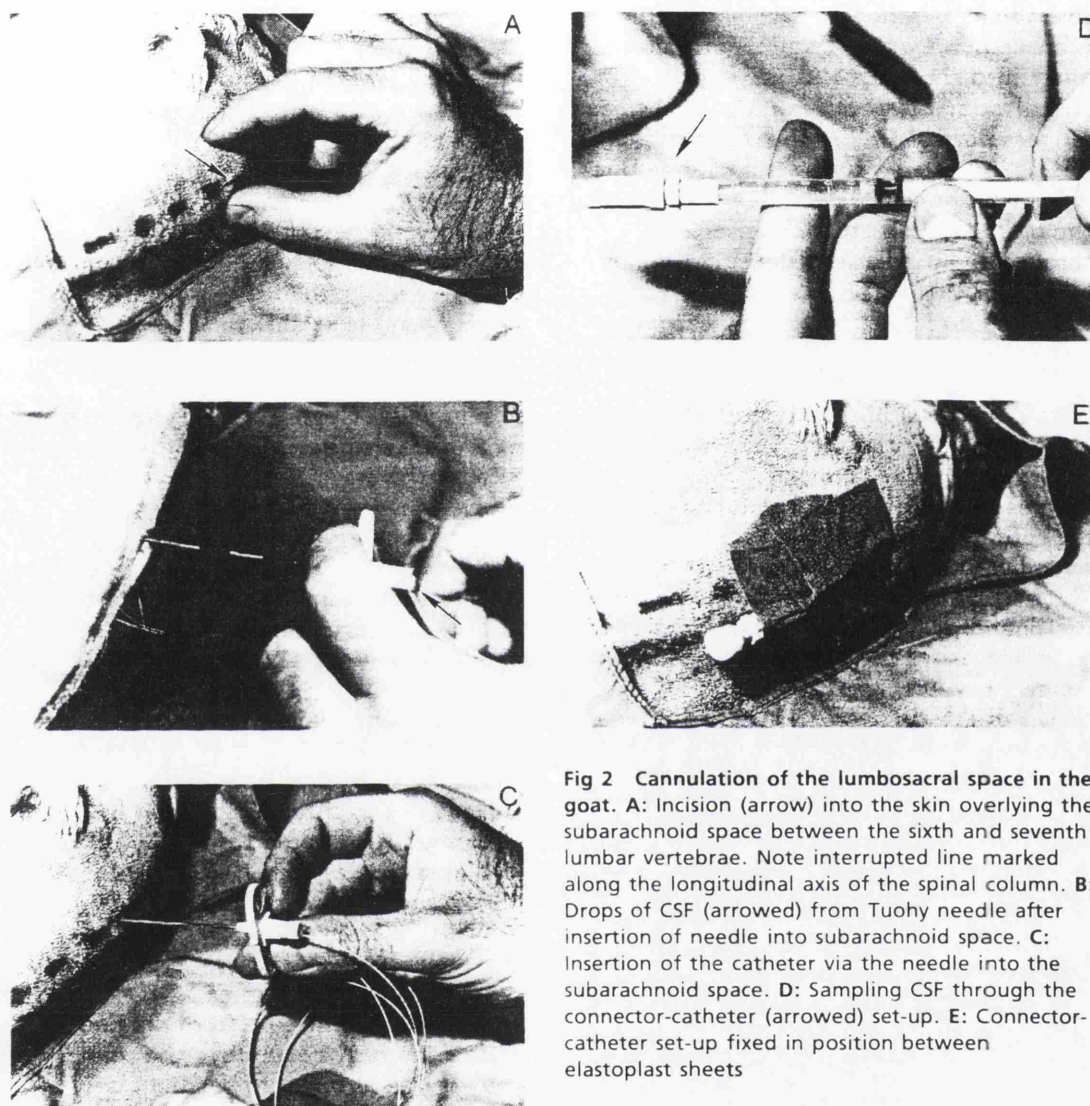 A
D
B
E
C
Fig 2 Cannulation of the lumbosacral space in the
goat. A: Incision (arrow) into the skin overlying the
subarachnoid space between the sixth and seventh
lumbar vertebrae. Note interrupted line marked
along the longitudinal axis of the spinal column. B:
Drops of CSF (arrowed) from Tuohy needle after
insertion of needle into subarachnoid space. C:
Insertion of the catheter via the needle into the
subarachnoid space. D: Sampling CSF through the
connector-catheter (arrowed) set-up. E: Connector-
catheter set-up fixed in position between
elastoplast sheets